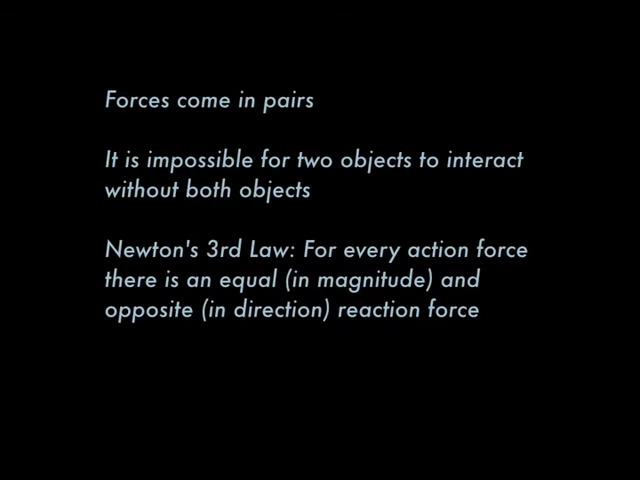 Forces come in pairs
It is impossible for two objects to interact
without both objects
Newton's 3rd Law: For every action force
there is an equal (in magnitude) and
opposite (in direction) reaction force